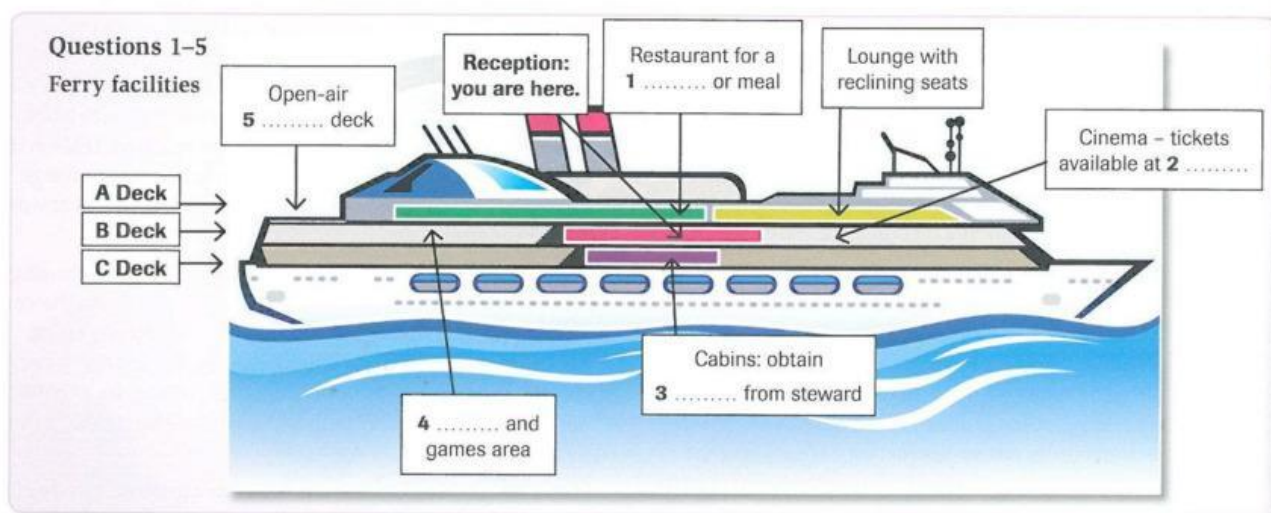 Questions 1–5
Ferry facilities
Open-air
5 ......... deck
Reception:
you are here.
Restaurant for a
1 ......... or meal
Lounge with
reclining seats
Cinema – tickets
available at 2 .........
A Deck
B Deck
C Deck
Cabins: obtain
3 ......... from steward
4 ......... and
games area